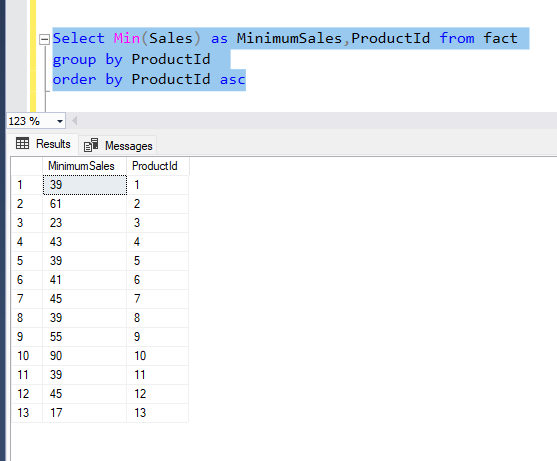 Select Min(Sales) as MinimumSales,ProductId from fact
group by ProductId
order by ProductId asc
123 %
Results Messages
MinimumSales ProductId
1 39 1
2 61 2
3 23 3
4 43 4
5 39 5
6 41 6
7 45 7
8 39 8
9 55 9
10 90 10
11 39 11
12 45 12
13 17 13